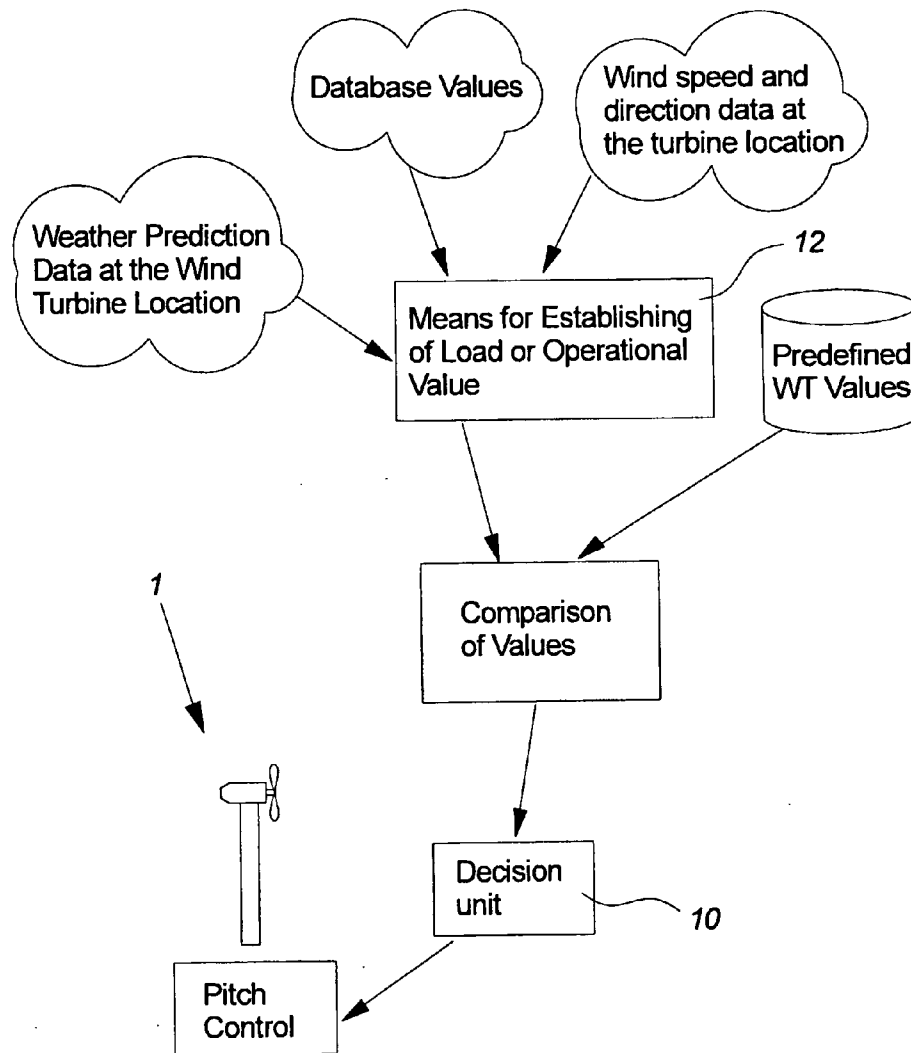 Database Values
Wind speed and
direction data at
the turbine location
Weather Prediction
Data at the Wind
Turbine Location
12
Means for Establishing
of Load or Operational
Value
Predefined
WT Values
Comparison
of Values
1
Decision
unit
10
Pitch
Control